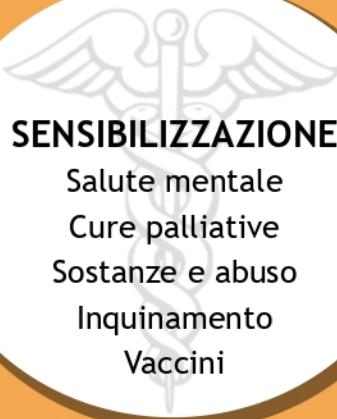 SENSIBILIZZAZIONE
Salute mentale
Cure palliative
Sostanze e abuso
Inquinamento
Vaccini